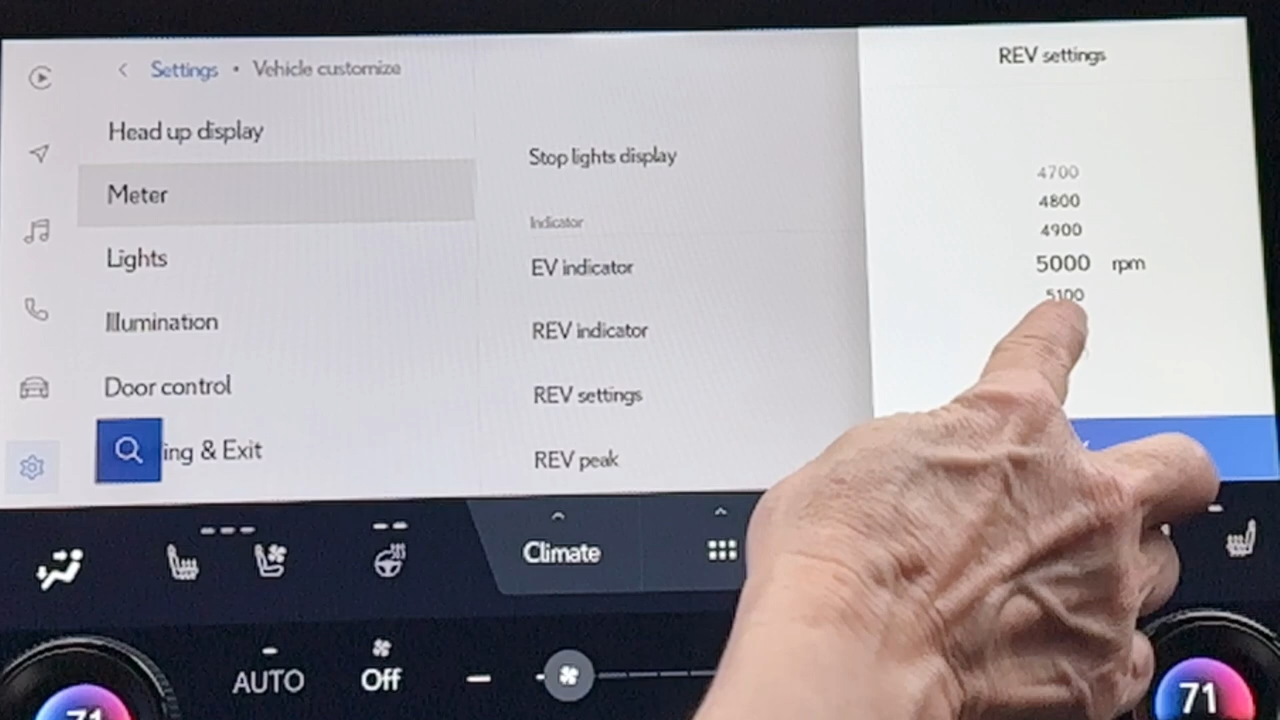 Settings • Vehicle customize
Head up display
Meter
Lights
Illumination
Door control
ing & Exit
Stop lights display
Indicator
EV indicator
REV indicator
REV settings
REV peak
REV settings
4700
4800
4900
5000 rpm
5100
Climate
AUTO
Off
71
71